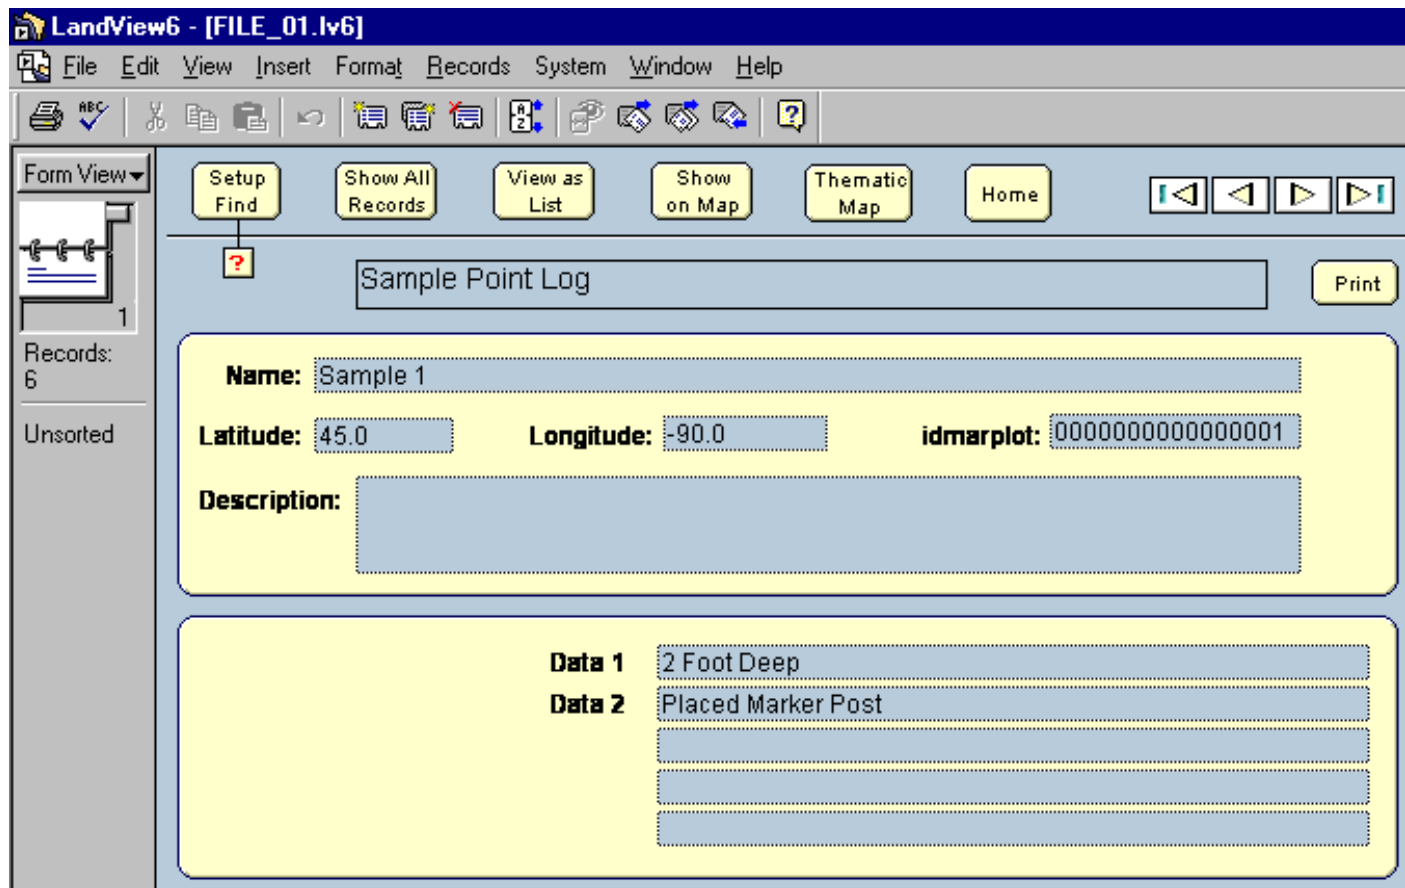 LandView6 - [FILE_01.lv6]
File Edit View Insert Format Records System Window Help
ABC A Z ?
Form View
Setup Find
Show All Records
View as List
Show on Map
Thematic Map
Home
?
Sample Point Log
Print
1
Records:
6
Unsorted
Name: Sample 1
Latitude: 45.0 Longitude: -90.0 idmarplot: 0000000000000001
Description:
Data 1 2 Foot Deep
Data 2 Placed Marker Post